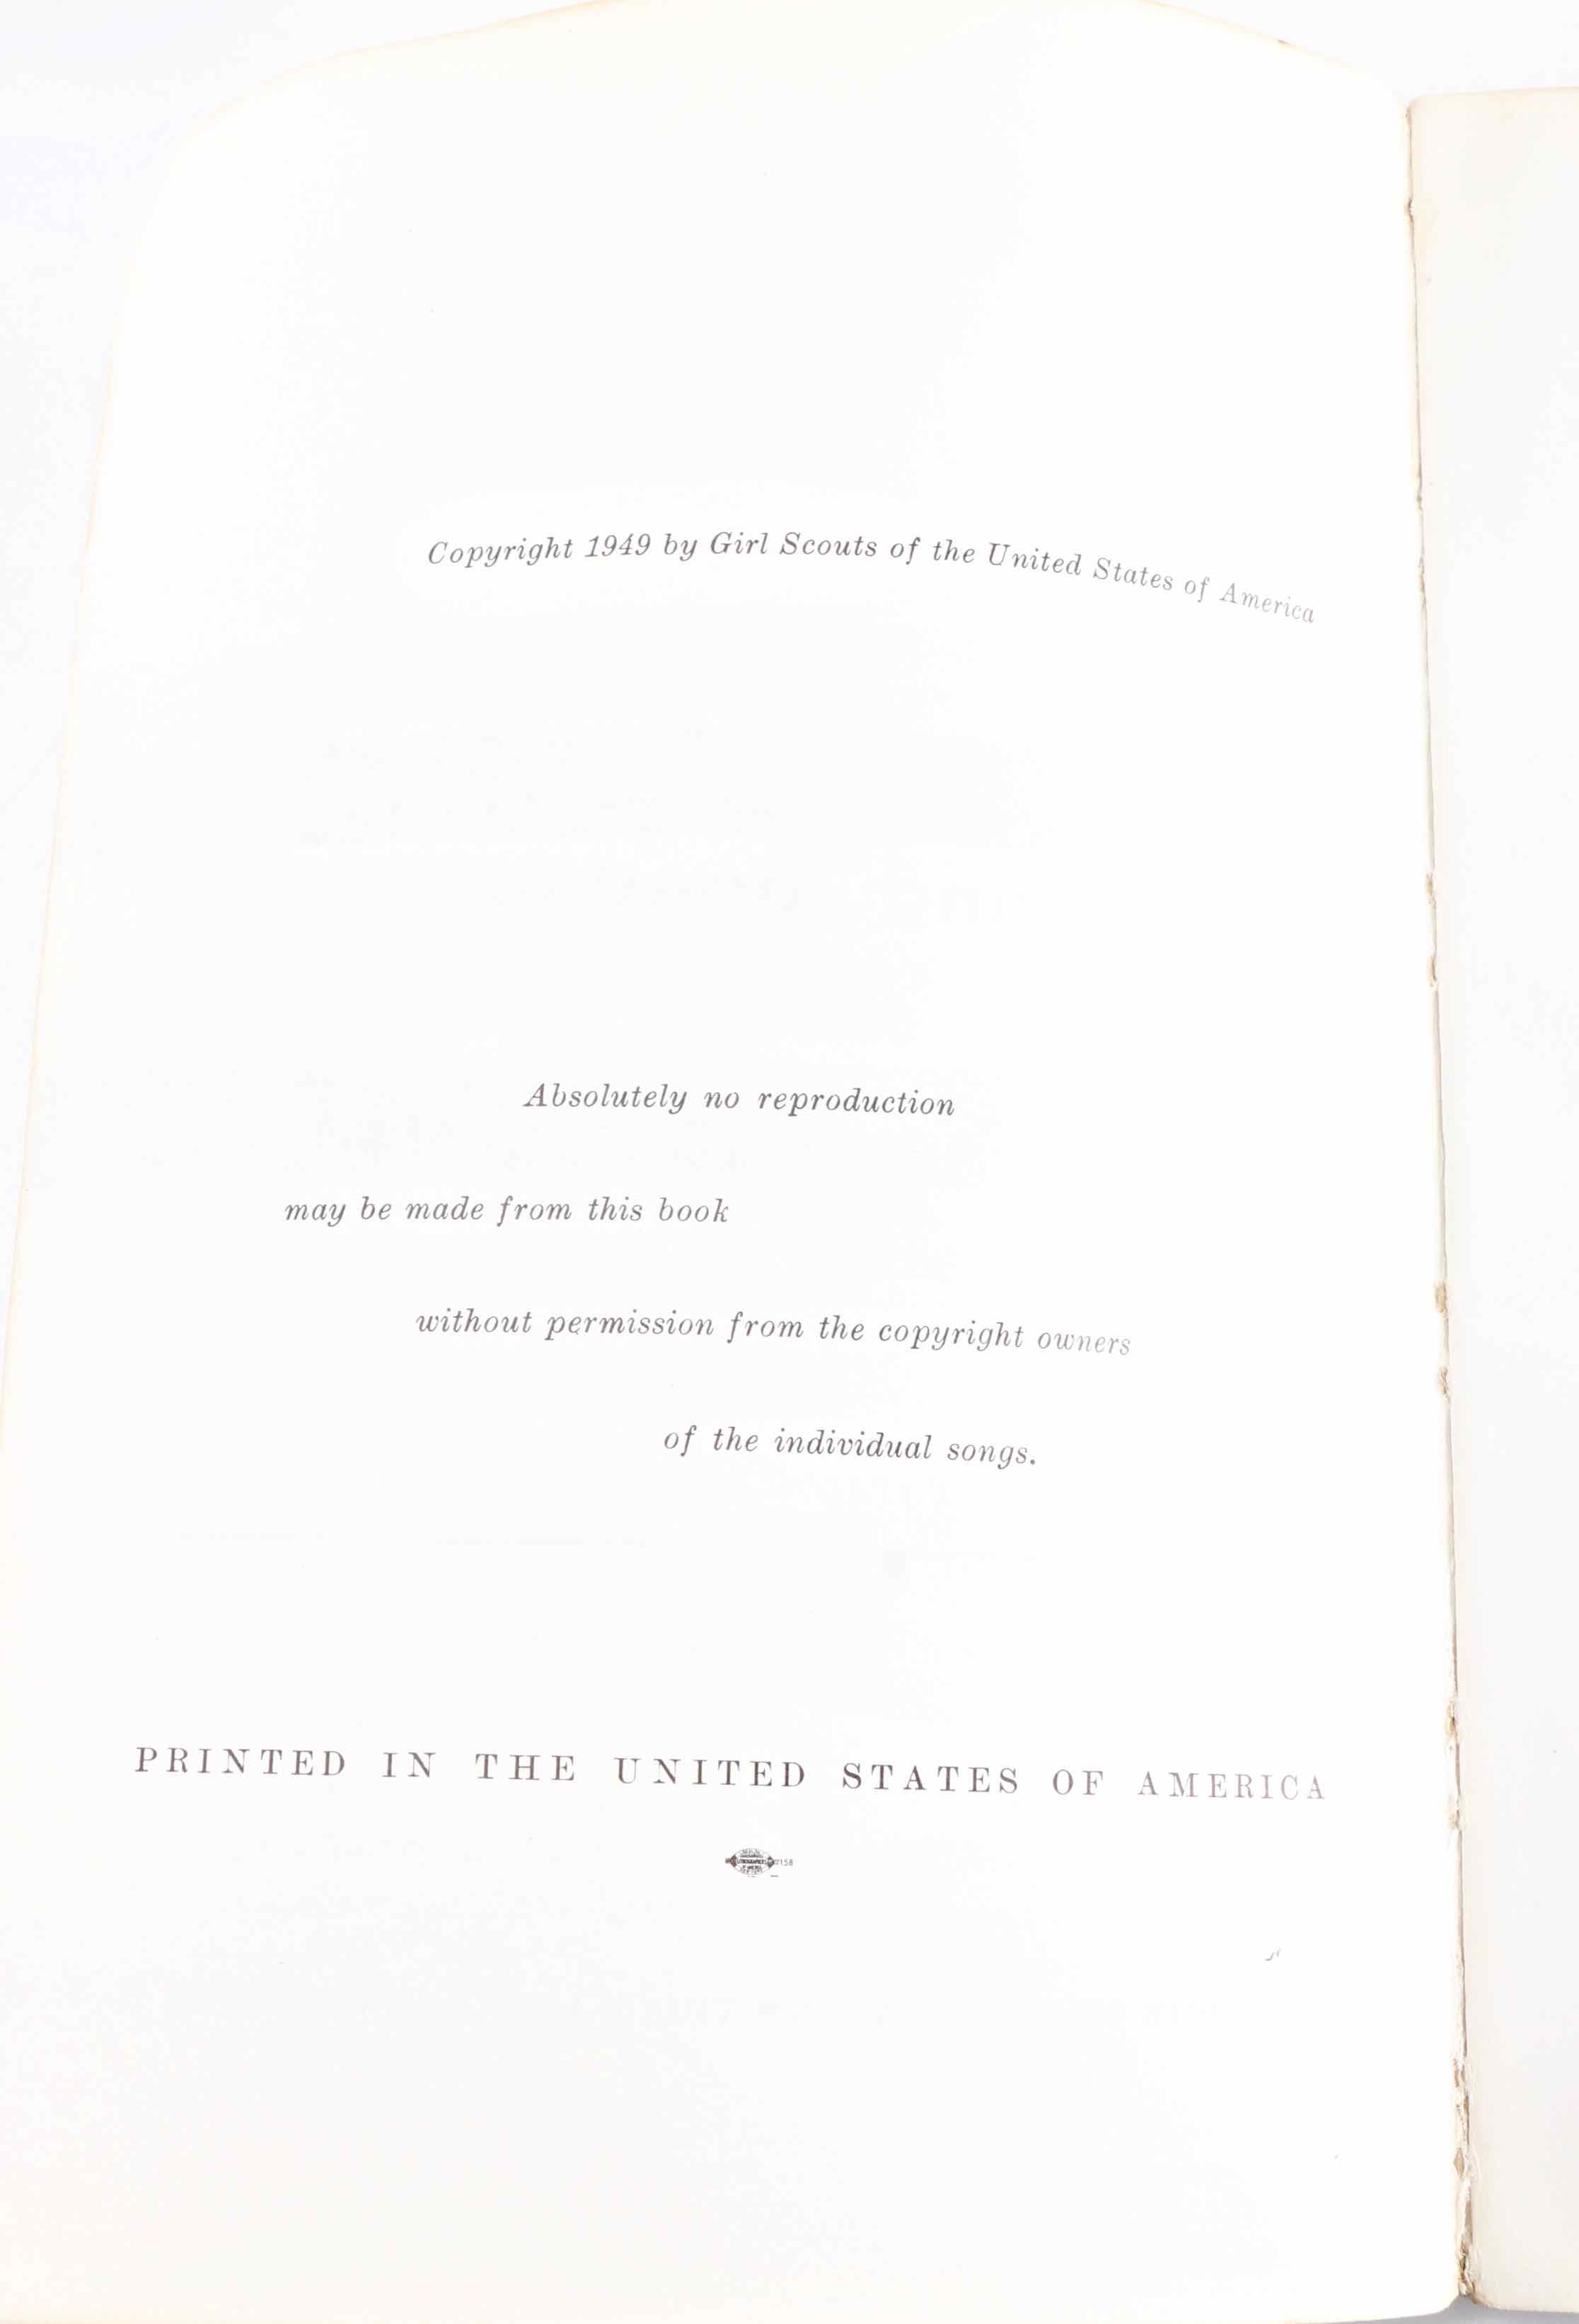 Copyright 1949 by Girl Scouts of the United States of America
Absolutely no reproduction
may be made from this book
without permission from the copyright owners
of the individual songs.
PRINTED IN THE UNITED STATES OF AMERICA